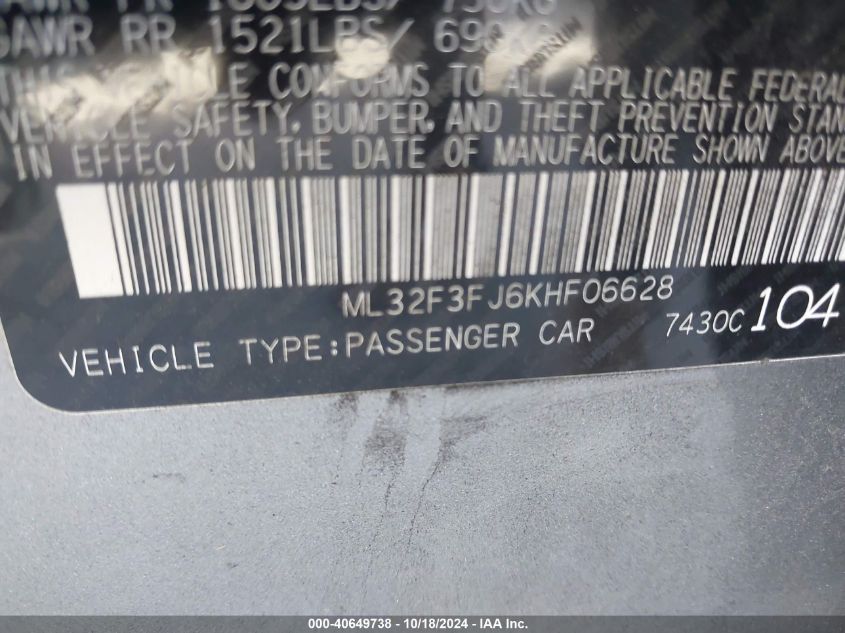 GAWR RR 1521LBS/ 690KG
THIS VEHICLE CONFORMS TO ALL APPLICABLE FEDERAL
VEHICLE SAFETY, BUMPER, AND THEFT PREVENTION STAN
IN EFFECT ON THE DATE OF MANUFACTURE SHOWN ABOVE
ML32F3FJ6KHF06628
VEHICLE TYPE:PASSENGER CAR 7430C 104
000-40649738 - 10/18/2024 - IAA Inc.